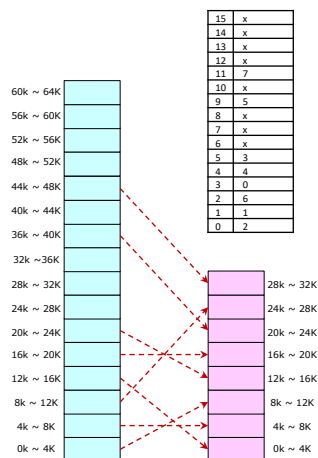 15 x
14 x
13 x
12 x
11 7
10 x
9 5
8 x
7 x
6 x
5 3
4 4
3 0
2 6
1 1
0 2
60k ~ 64K
56k ~ 60K
52k ~ 56K
48k ~ 52K
44k ~ 48K
40k ~ 44K
36k ~ 40K
32k ~36K
28k ~ 32K
24k ~ 28K
20k ~ 24K
16k ~ 20K
12k ~ 16K
8k ~ 12K
4k ~ 8K
0k ~ 4K
28k ~ 32K
24k ~ 28K
20k ~ 24K
16k ~ 20K
12k ~ 16K
8k ~ 12K
4k ~ 8K
0k ~ 4K